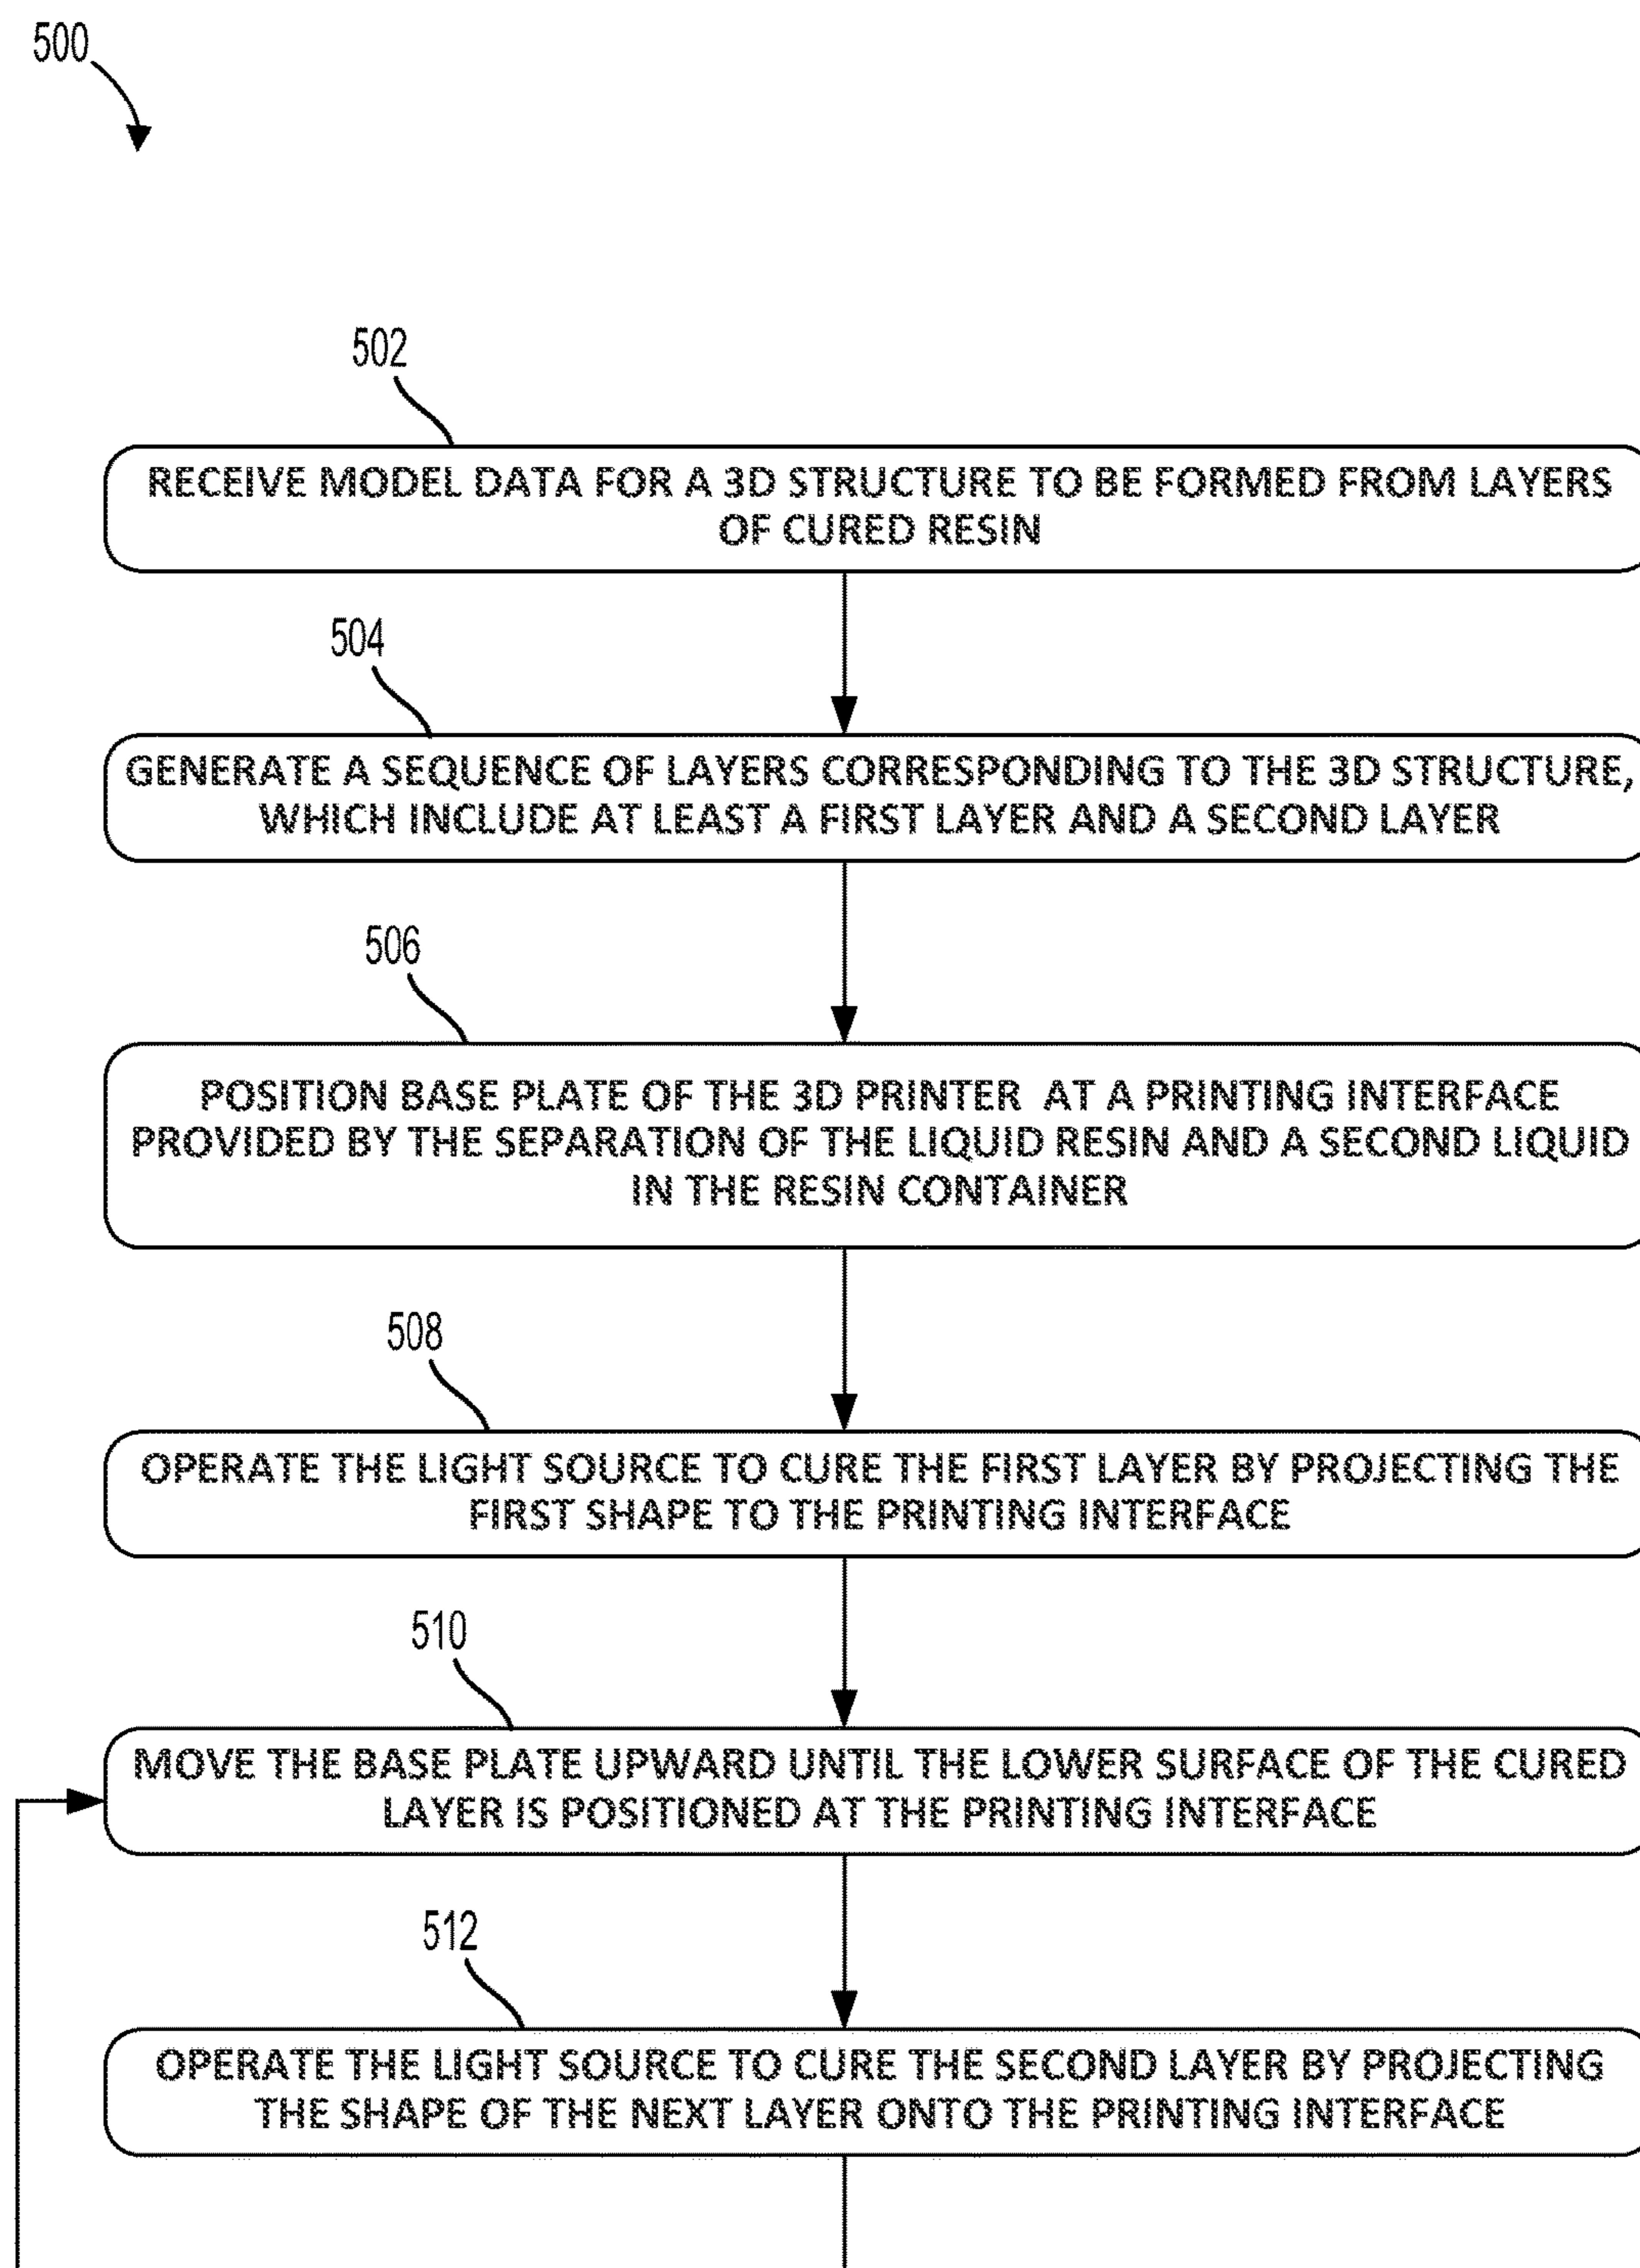 500
502
RECEIVE MODEL DATA FOR A 3D STRUCTURE TO BE FORMED FROM LAYERS
OF CURED RESIN
504
GENERATE A SEQUENCE OF LAYERS CORRESPONDING TO THE 3D STRUCTURE,
WHICH INCLUDE AT LEAST A FIRST LAYER AND A SECOND LAYER
506
POSITION BASE PLATE OF THE 3D PRINTER AT A PRINTING INTERFACE
PROVIDED BY THE SEPARATION OF THE LIQUID RESIN AND A SECOND LIQUID
IN THE RESIN CONTAINER
508
OPERATE THE LIGHT SOURCE TO CURE THE FIRST LAYER BY PROJECTING THE
FIRST SHAPE TO THE PRINTING INTERFACE
510
MOVE THE BASE PLATE UPWARD UNTIL THE LOWER SURFACE OF THE CURED
LAYER IS POSITIONED AT THE PRINTING INTERFACE
512
OPERATE THE LIGHT SOURCE TO CURE THE SECOND LAYER BY PROJECTING
THE SHAPE OF THE NEXT LAYER ONTO THE PRINTING INTERFACE